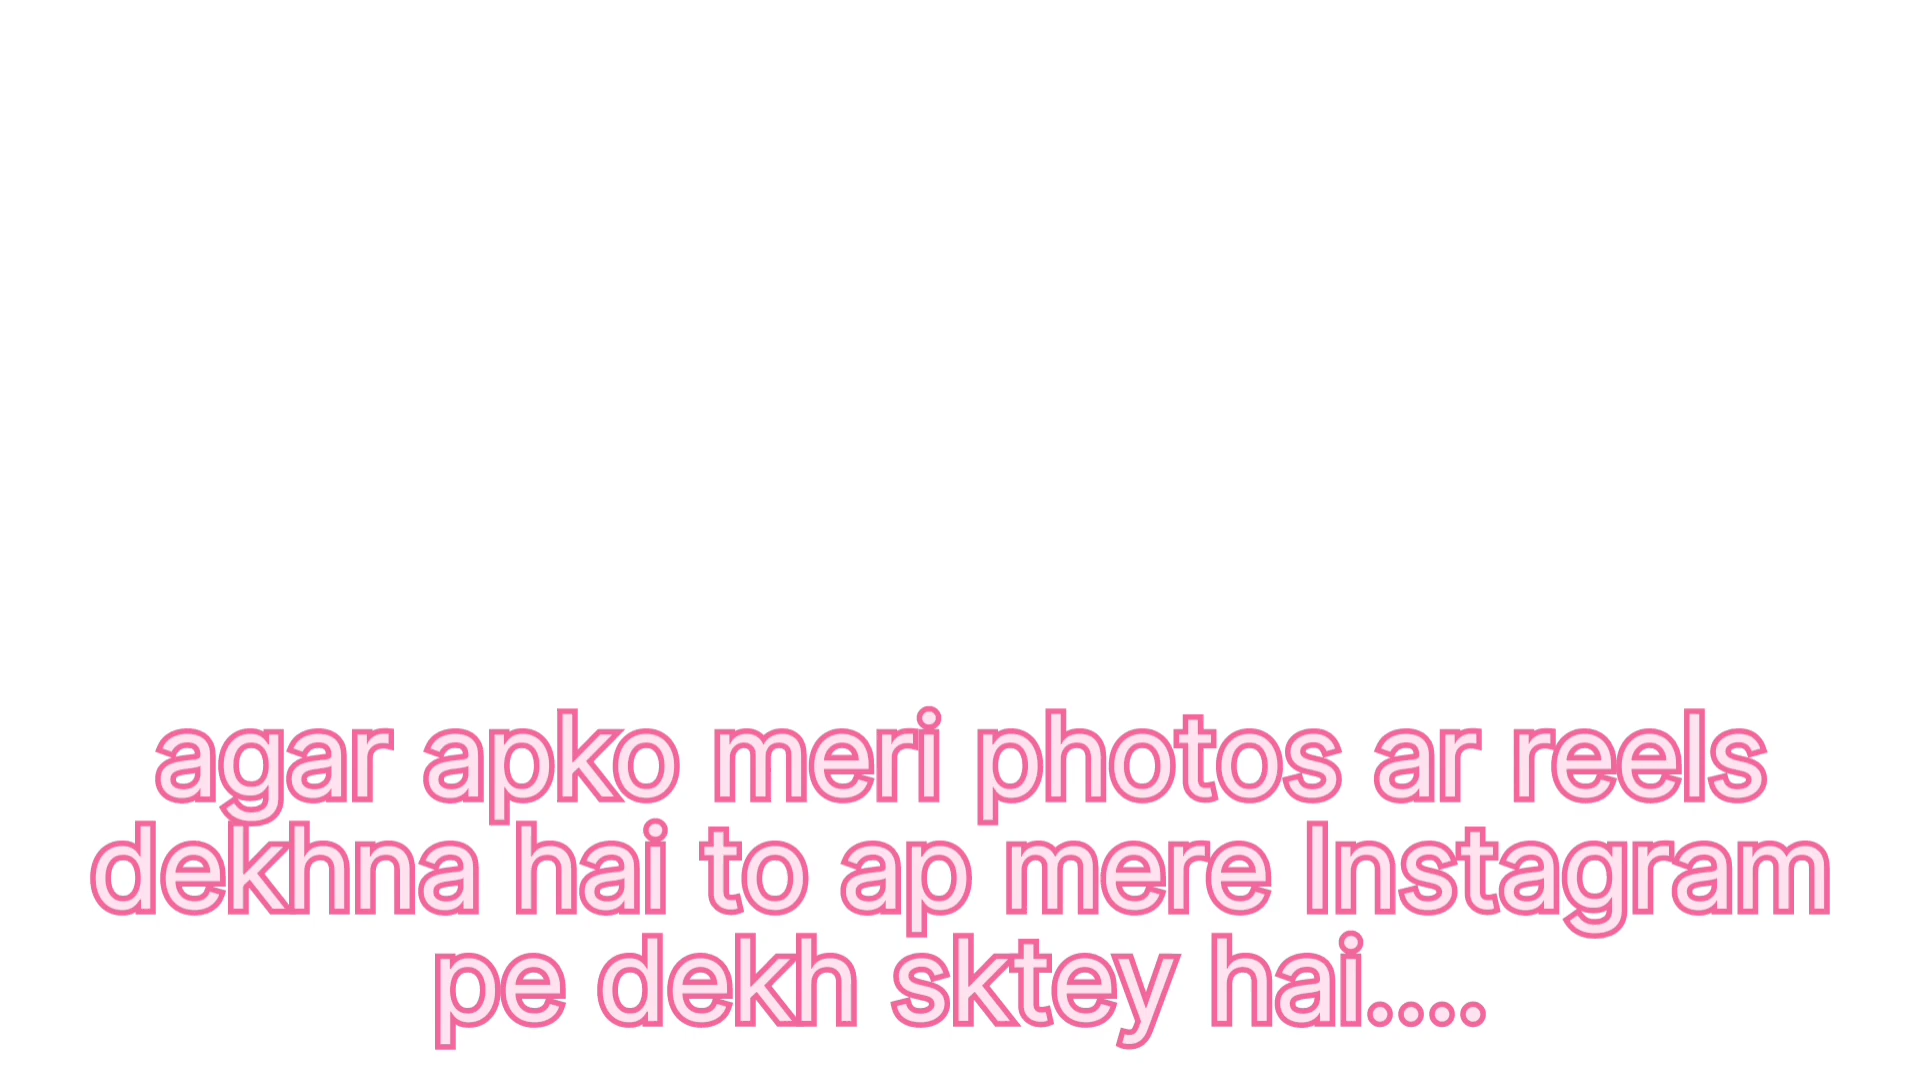 agar apko meri photos ar reels
dekhna hai to ap mere Instagram
pe dekh sktey hai....